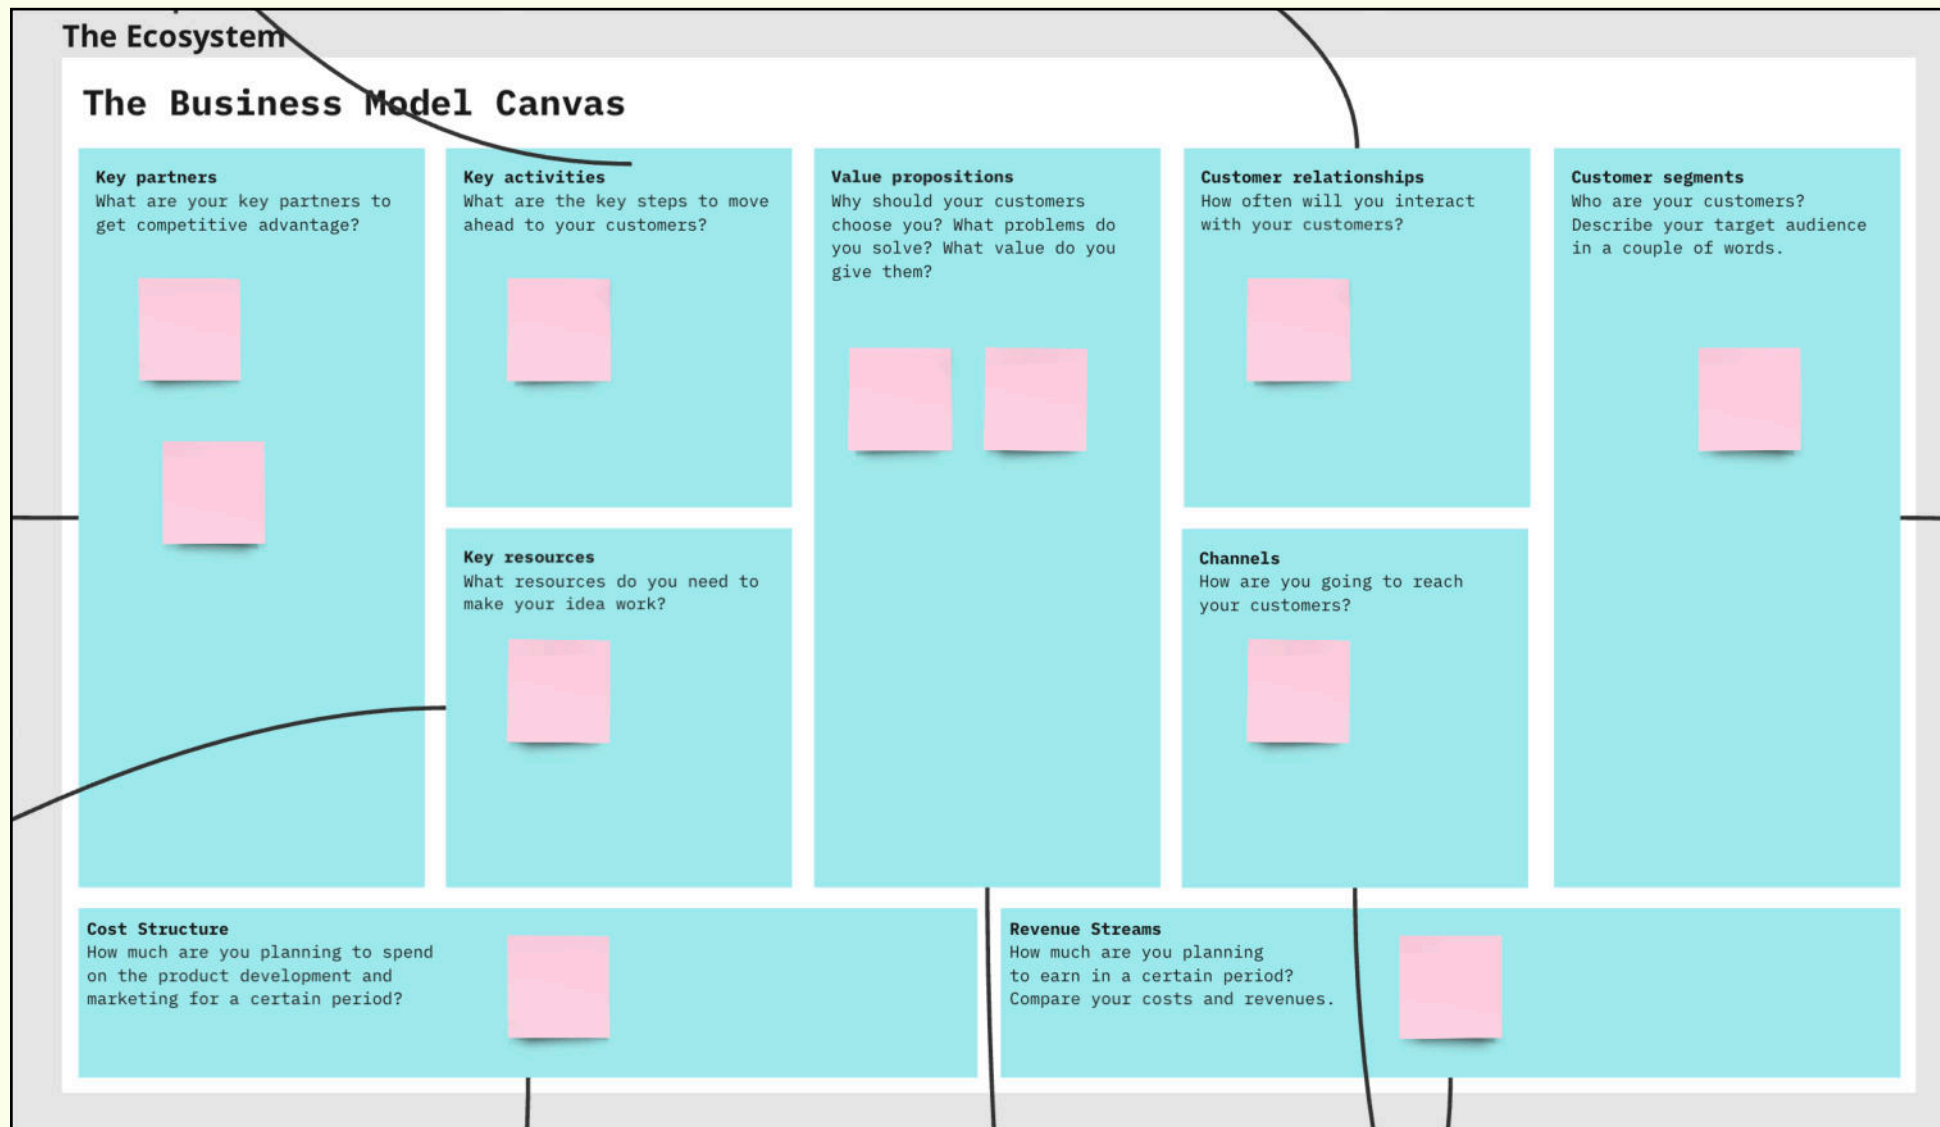 The Ecosystem
The Business Model Canvas
Key partners
What are your key partners to
get competitive advantage?
Key activities
What are the key steps to move
ahead to your customers?
Value propositions
Why should your customers
choose you? What problems do
you solve? What value do you
give them?
Customer relationships
How often will you interact
with your customers?
Customer segments
Who are your customers?
Describe your target audience
in a couple of words.
Key resources
What resources do you need to
make your idea work?
Channels
How are you going to reach
your customers?
Cost Structure
How much are you planning to spend
on the product development and
marketing for a certain period?
Revenue Streams
How much are you planning
to earn in a certain period?
Compare your costs and revenues.